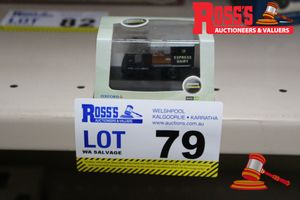 LOT 82
ROSS'S
AUCTIONEERS & VALUERS
EXPRESS
DAIRY
OXFORD
ROSS'S
AUCTIONEERS & VALUERS
WELSHPOOL
KALGOORLIE • KARRATHA
www.auctions.com.au
LOT 79
WA SALVAGE